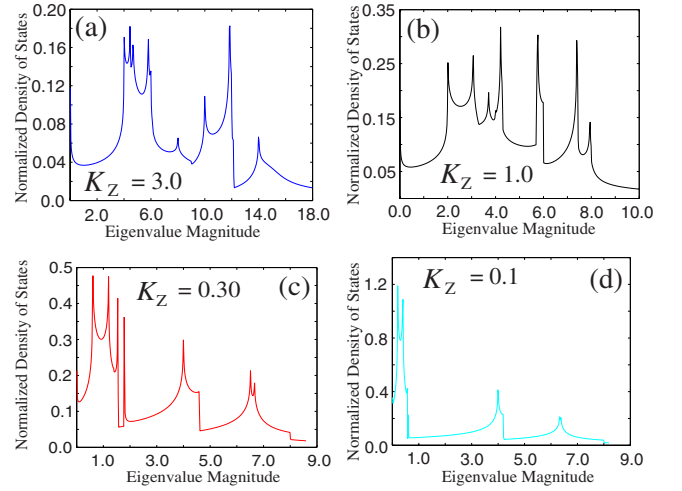 (a)
Normalized Density of States
0.20
0.16
0.12
0.08
0.04
0.0
K_Z = 3.0
2.0 6.0 10.0 14.0 18.0
Eigenvalue Magnitude
(b)
Normalized Density of States
0.35
0.25
0.15
0.05
K_Z = 1.0
0.0 2.0 4.0 6.0 8.0 10.0
Eigenvalue Magnitude
(c)
Normalized Density of States
0.5
0.4
0.3
0.2
0.1
0
K_Z = 0.30
1.0 3.0 5.0 7.0 9.0
Eigenvalue Magnitude
(d)
Normalized Density of States
1.2
0.8
0.4
0.0
K_Z = 0.1
1.0 3.0 5.0 7.0 9.0
Eigenvalue Magnitude